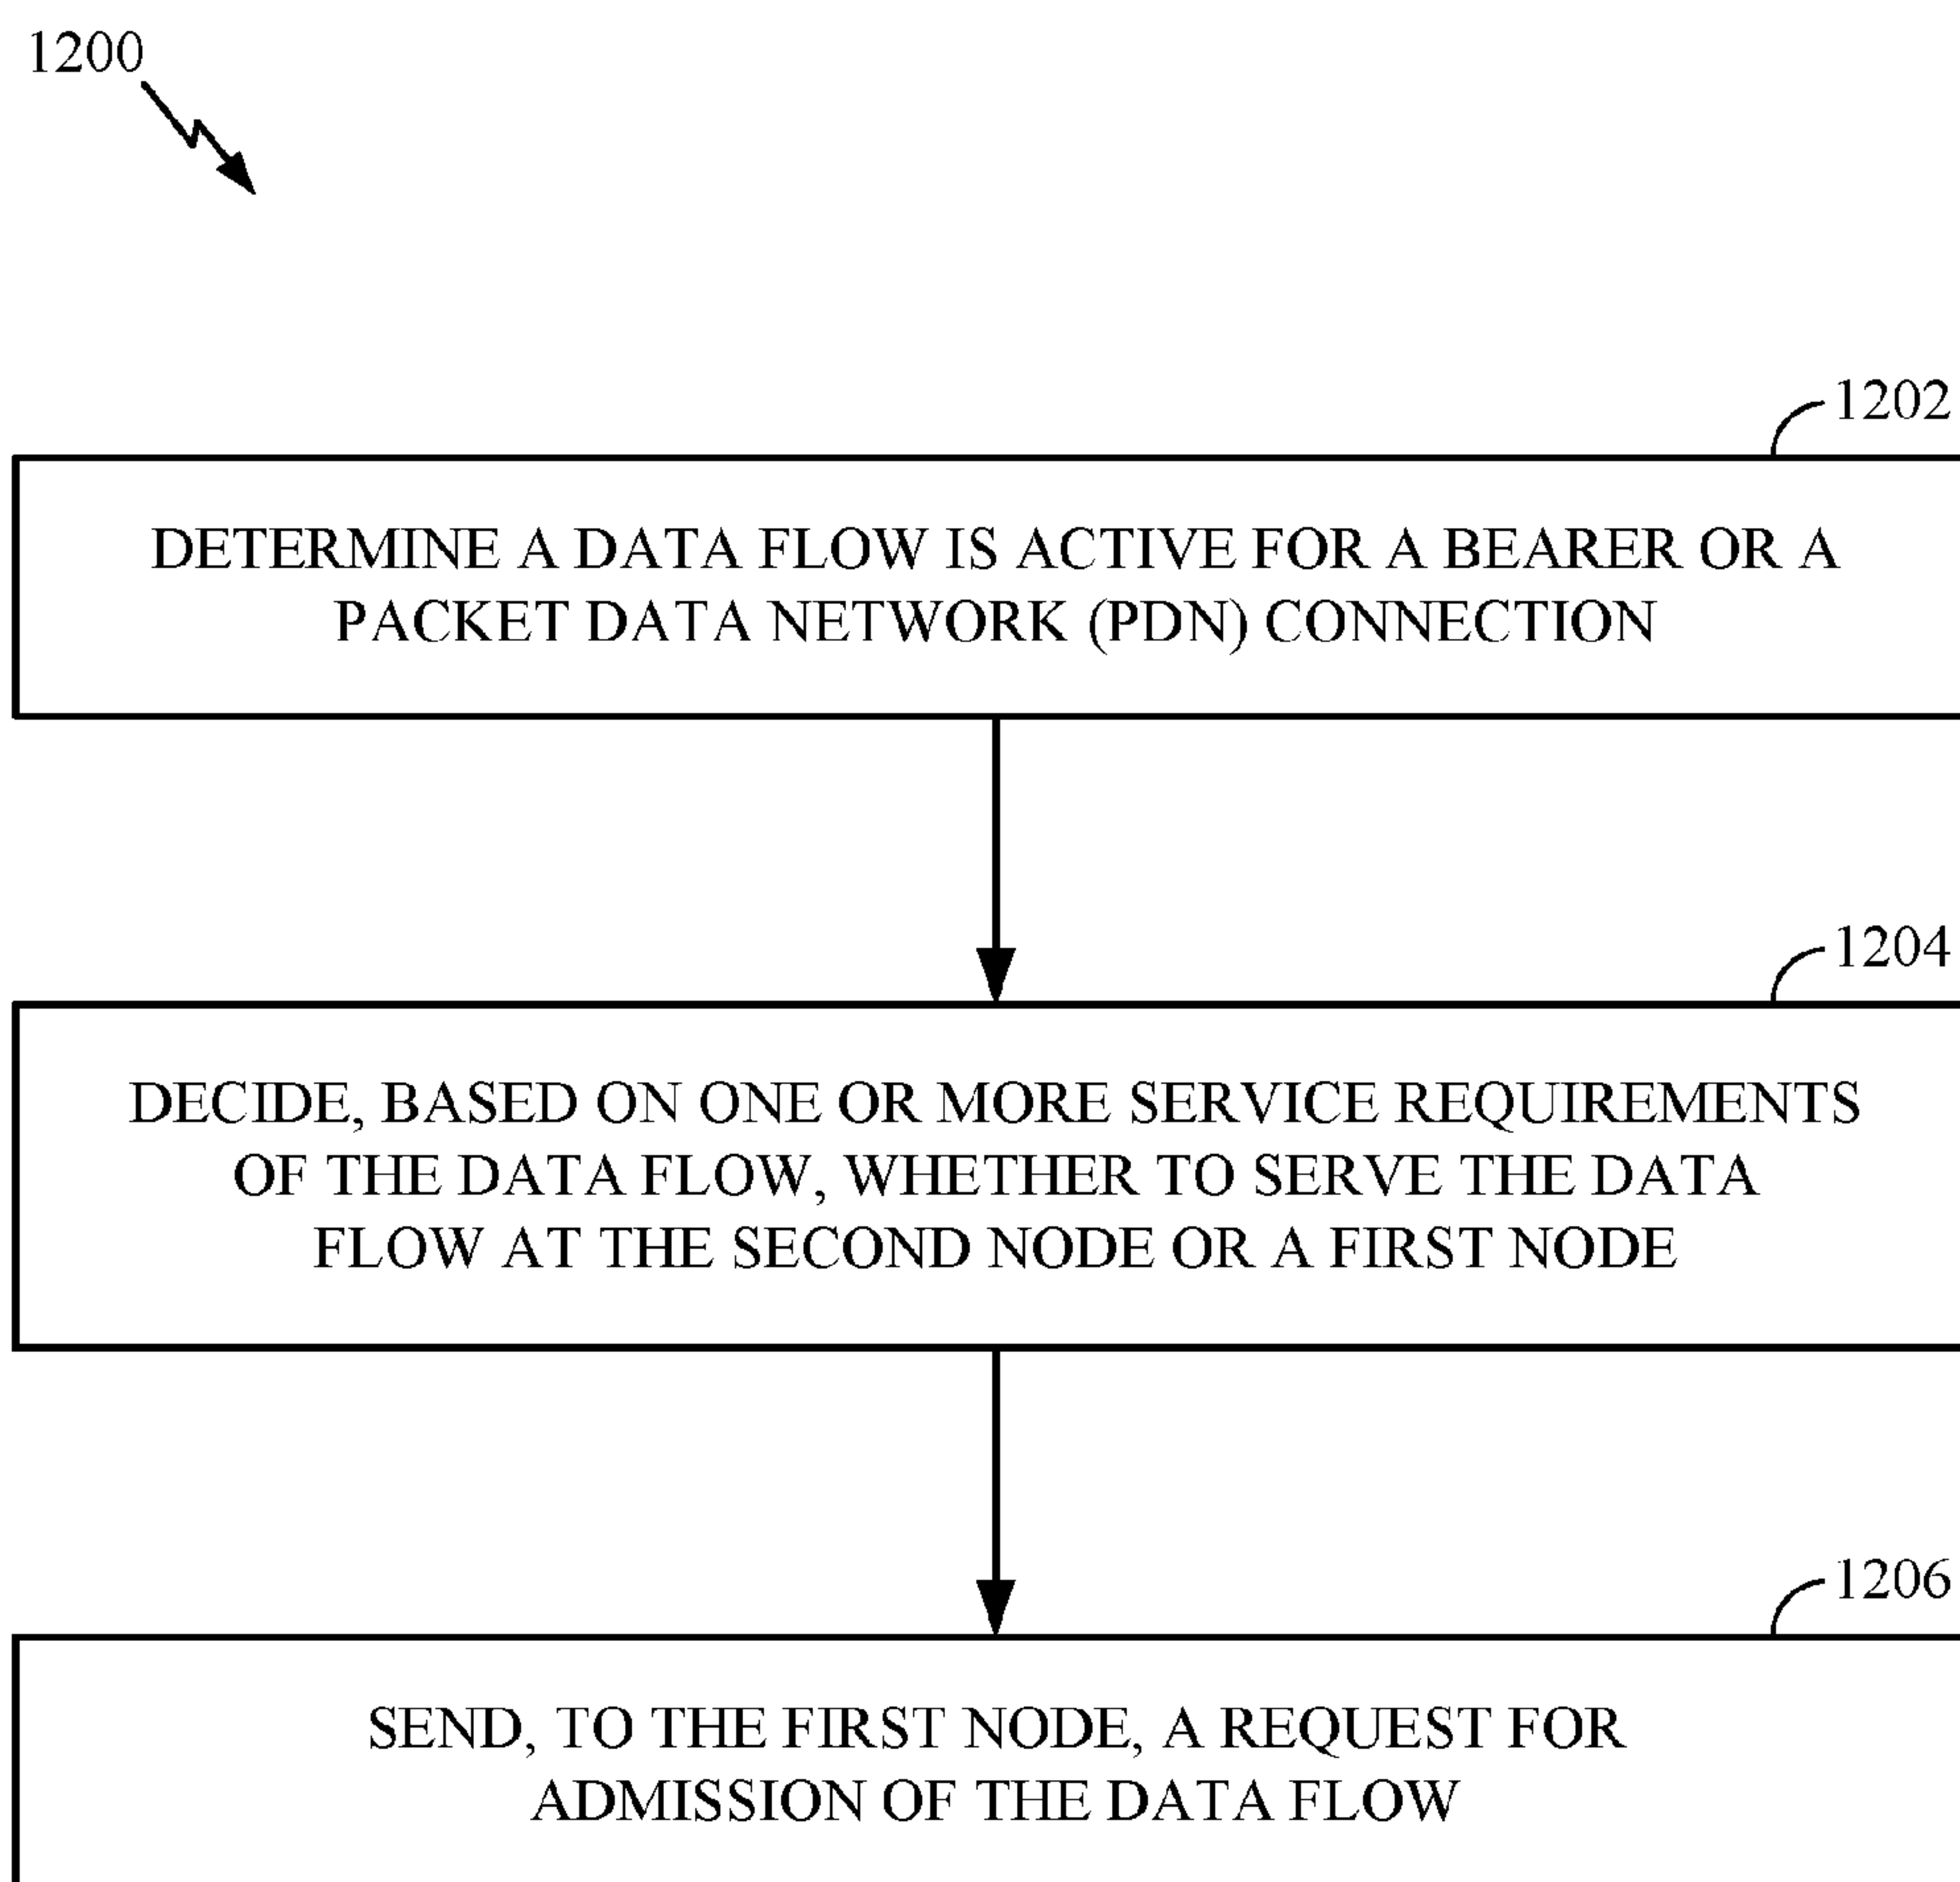 1200
1202
DETERMINE A DATA FLOW IS ACTIVE FOR A BEARER OR A
PACKET DATA NETWORK (PDN) CONNECTION
1204
DECIDE, BASED ON ONE OR MORE SERVICE REQUIREMENTS
OF THE DATA FLOW, WHETHER TO SERVE THE DATA
FLOW AT THE SECOND NODE OR A FIRST NODE
1206
SEND, TO THE FIRST NODE, A REQUEST FOR
ADMISSION OF THE DATA FLOW